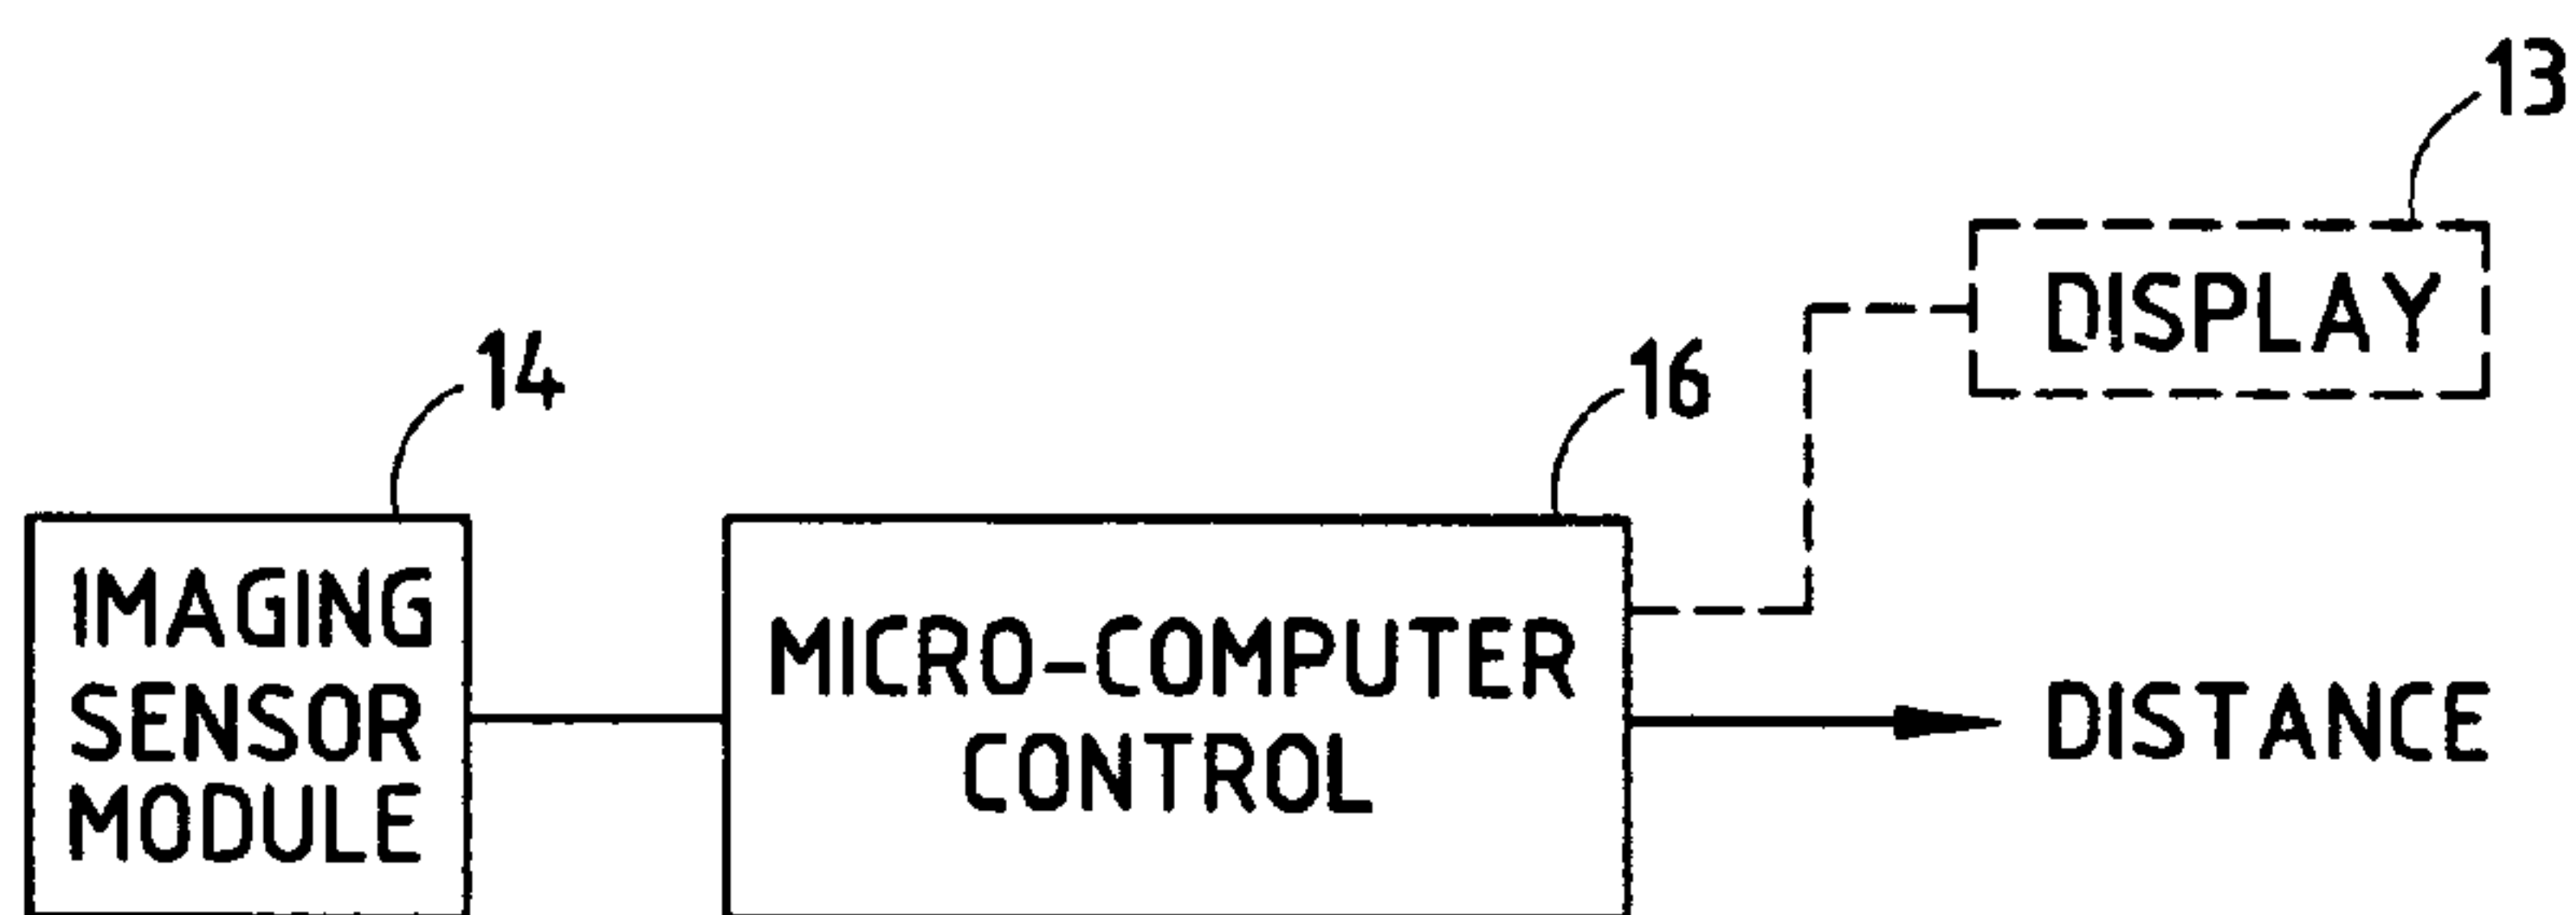 13
DISPLAY
14
16
IMAGING
SENSOR
MODULE
MICRO-COMPUTER
CONTROL
DISTANCE